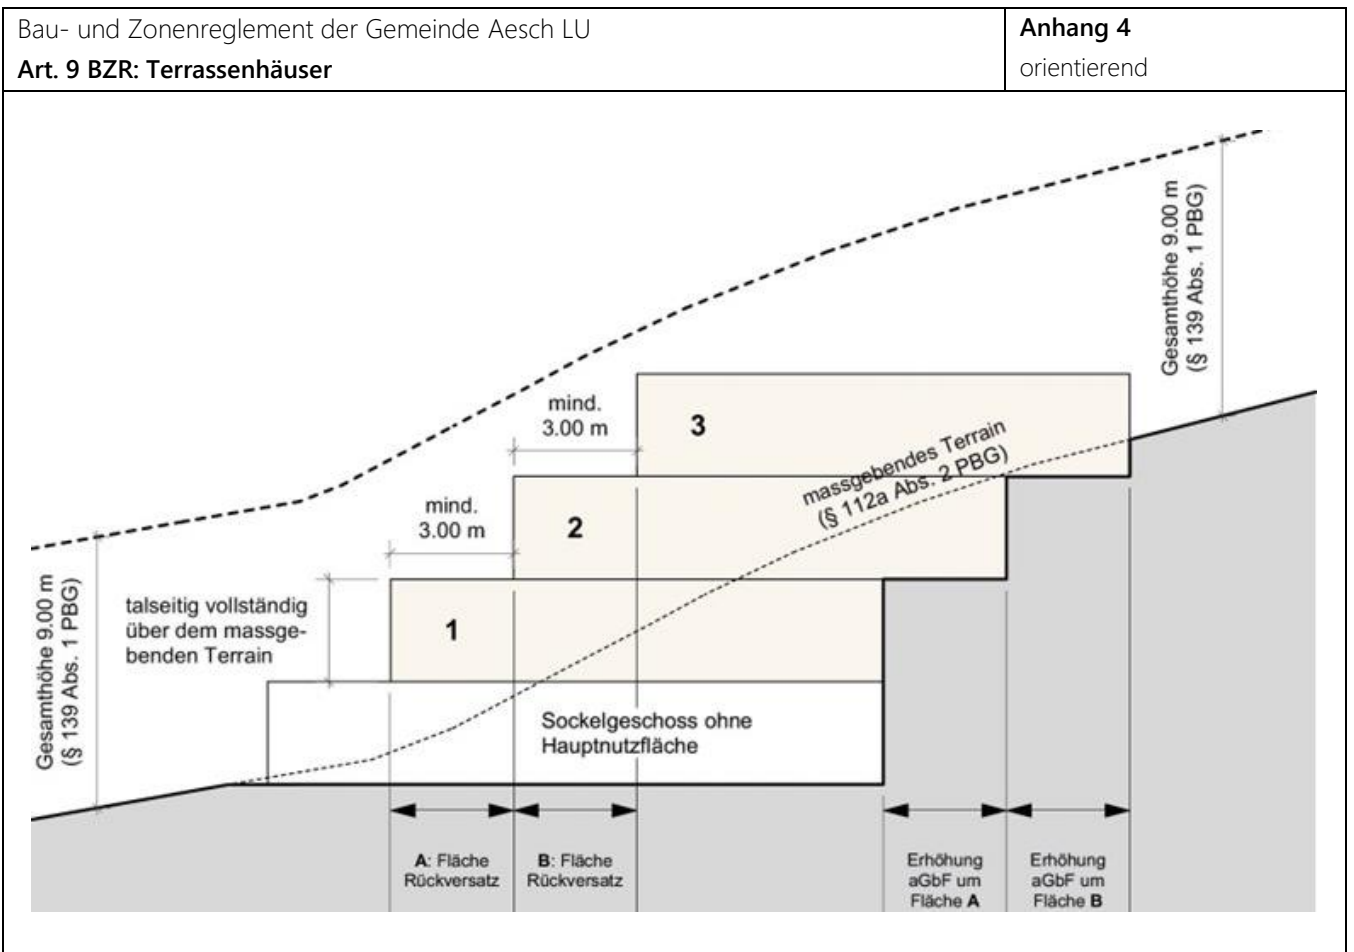 Bau- und Zonenreglement der Gemeinde Aesch LU
Art. 9 BZR: Terrassenhäuser
Anhang 4
orientierend
Gesamthöhe 9.00 m
(§ 139 Abs. 1 PBG)
mind.
3.00 m
3
massgebendes Terrain
(§ 112a Abs. 2 PBG)
mind.
3.00 m
2
Gesamthöhe 9.00 m
(§ 139 Abs. 1 PBG)
talseitig vollständig
über dem massge-
benden Terrain
1
Sockelgeschoss ohne
Hauptnutzfläche
A: Fläche
Rückversatz
B: Fläche
Rückversatz
Erhöhung
aGbF um
Fläche A
Erhöhung
aGbF um
Fläche B